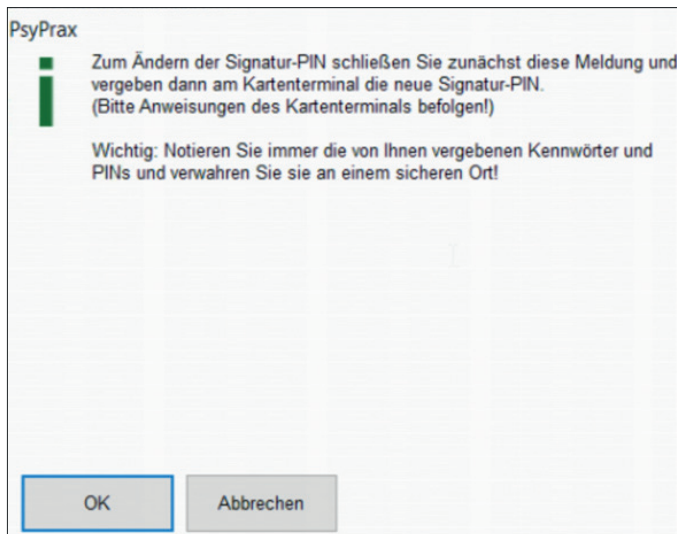 PsyPrax
Zum Ändern der Signatur-PIN schließen Sie zunächst diese Meldung und
vergeben dann am Kartenterminal die neue Signatur-PIN.
(Bitte Anweisungen des Kartenterminals befolgen!)
Wichtig: Notieren Sie immer die von Ihnen vergebenen Kennwörter und
PINs und verwahren Sie sie an einem sicheren Ort!
OK
Abbrechen